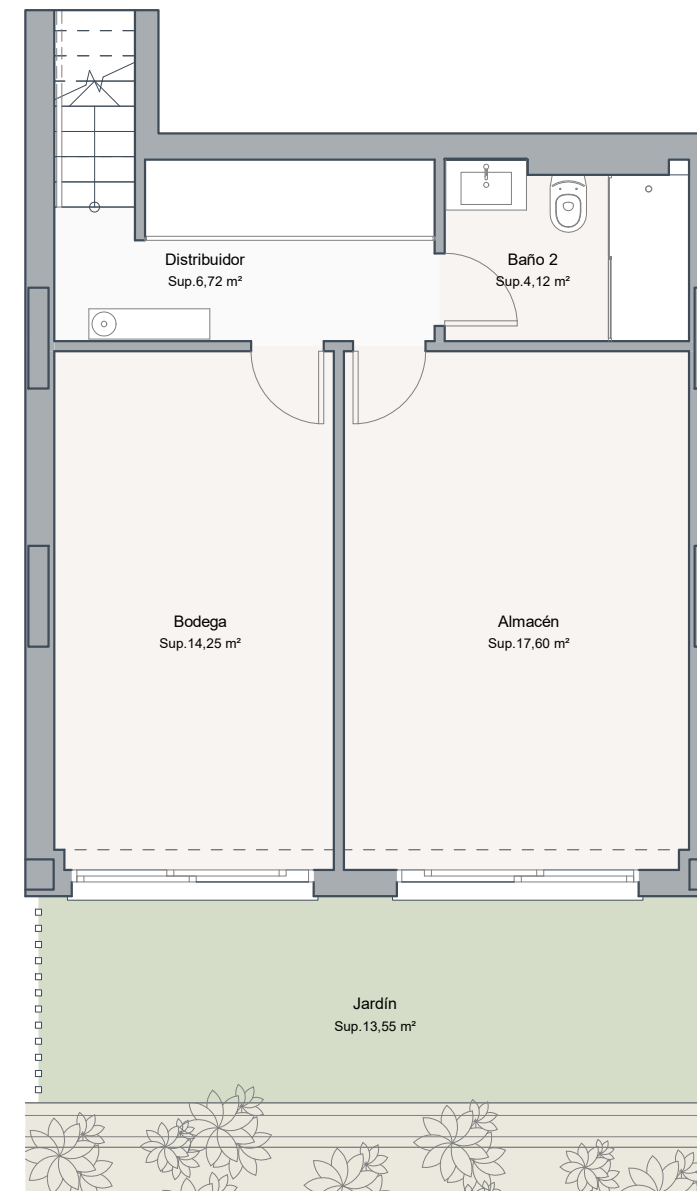 Distribuidor
Sup.6,72 m²
Baño 2
Sup.4,12 m²
Bodega
Sup.14,25 m²
Almacén
Sup.17,60 m²
Jardín
Sup.13,55 m²